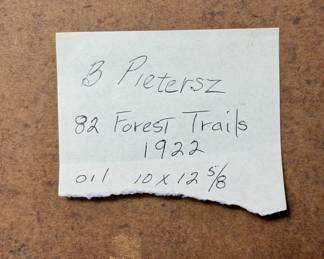 B Pietersz
82 Forest Trails
1922
oil 10 x 12 5/8